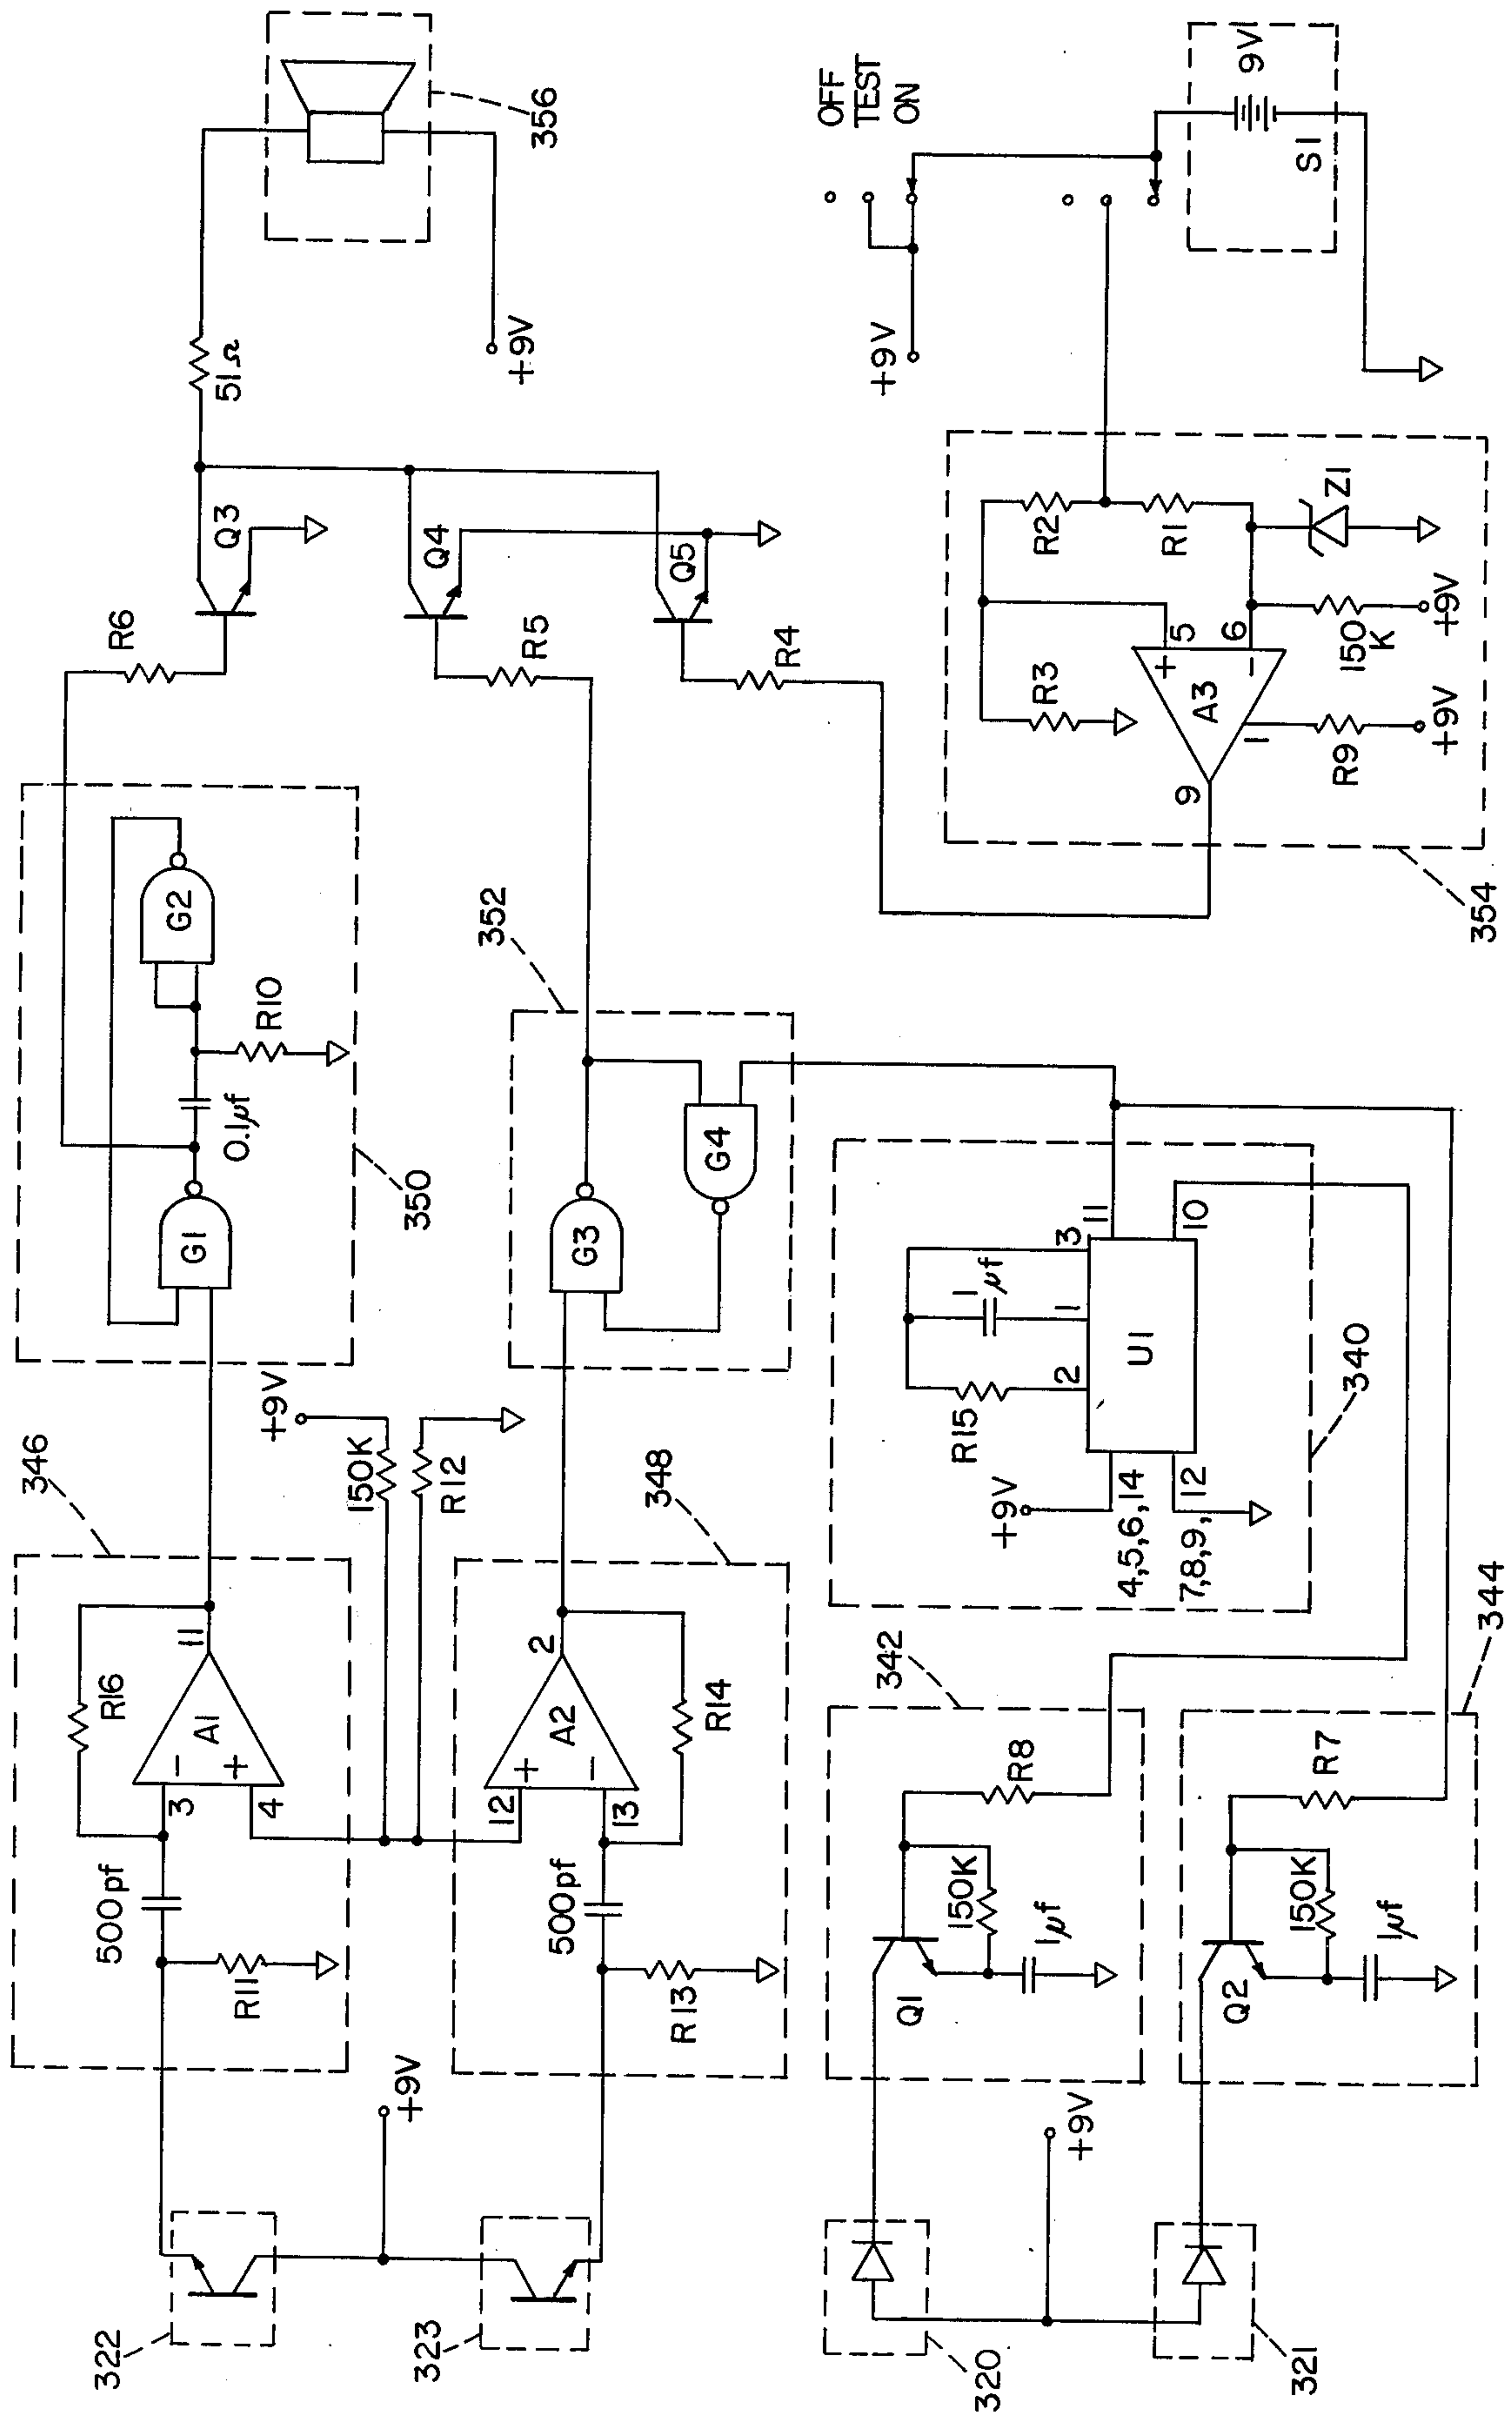 356
51Ω
+9V
OFF
TEST
ON
9V
S1
+9V
Q3
R6
Q4
R5
Q5
R4
R2
R1
Z1
R3
+
5
6
−
A3
150
K
+9V
1
R9
+9V
9
354
G2
R10
0.1µf
G1
350
352
G3
G4
346
+9V
150K
R12
348
R16
11
A1
−
+
3
4
500pf
R11
2
A2
R14
+
−
12
13
500pf
R13
+9V
322
323
3
11
1
µf
1
10
2
U1
R15
+9V
4,5,6,14
7,8,9,12
340
342
R8
150K
1µf
Q1
344
R7
150K
1µf
Q2
+9V
320
321